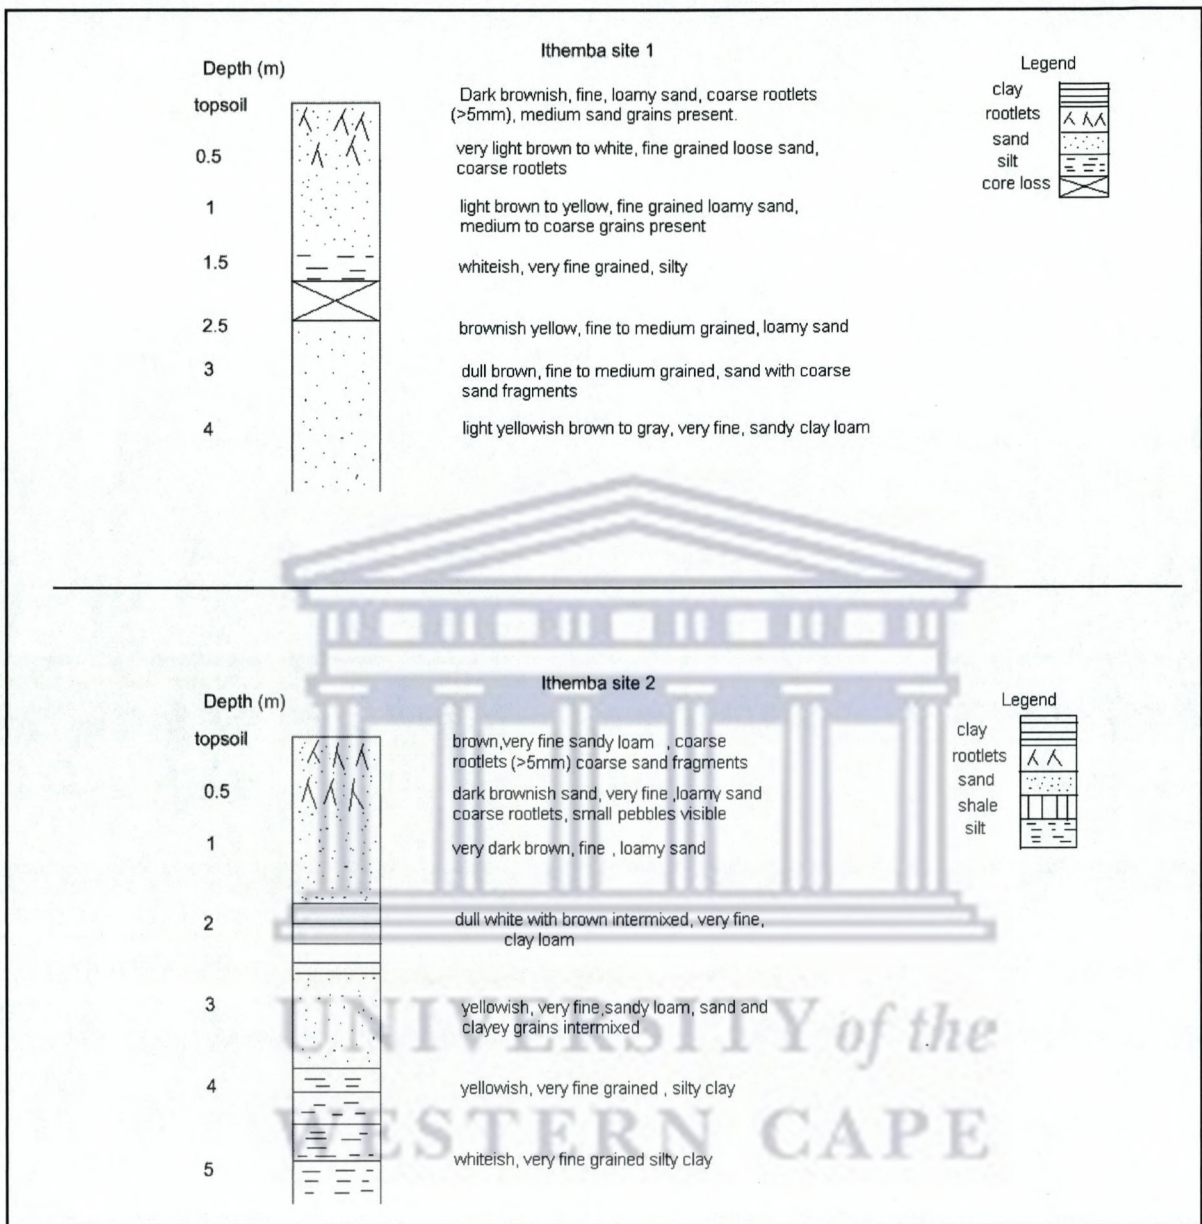 Ithemba site 1
Depth (m)
Legend
topsoil
Dark brownish, fine, loamy sand, coarse rootlets
(>5mm), medium sand grains present.
clay
rootlets
sand
silt
core loss
0.5
very light brown to white, fine grained loose sand,
coarse rootlets
1
light brown to yellow, fine grained loamy sand,
medium to coarse grains present
1.5
whiteish, very fine grained, silty
2.5
brownish yellow, fine to medium grained, loamy sand
3
dull brown, fine to medium grained, sand with coarse
sand fragments
4
light yellowish brown to gray, very fine, sandy clay loam
Ithemba site 2
Depth (m)
Legend
topsoil
brown,very fine sandy loam , coarse
rootlets (>5mm) coarse sand fragments
clay
rootlets
sand
shale
silt
0.5
dark brownish sand, very fine ,loamy sand
coarse rootlets, small pebbles visible
1
very dark brown, fine , loamy sand
2
dull white with brown intermixed, very fine,
clay loam
3
yellowish, very fine,sandy loam, sand and
clayey grains intermixed
UNIVERSITY of the
4
yellowish, very fine grained , silty clay
WESTERN CAPE
5
whiteish, very fine grained silty clay